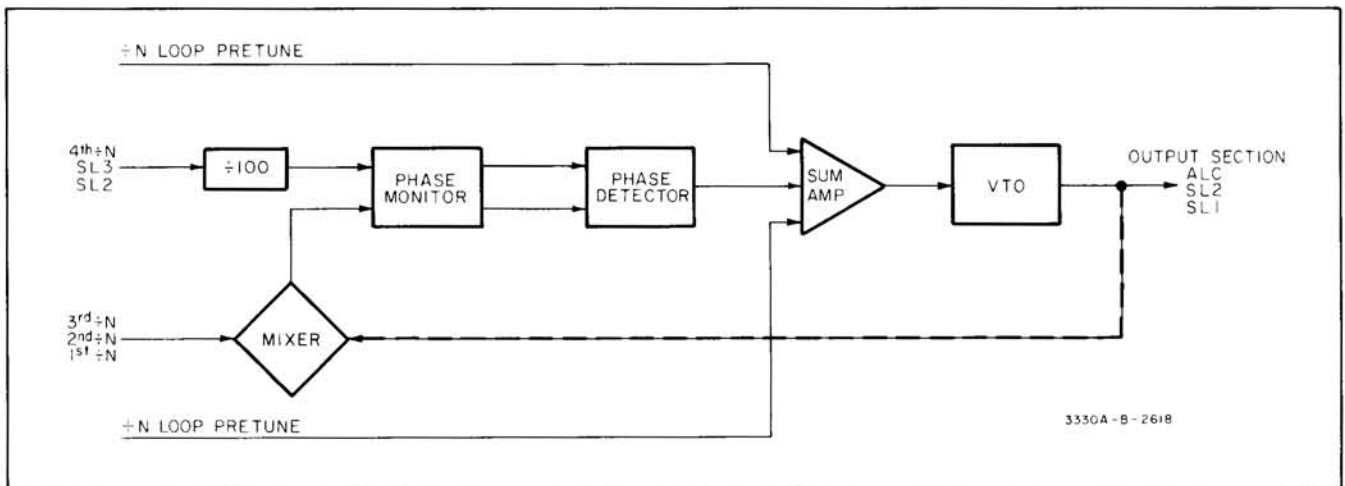 ÷N LOOP PRETUNE
4th÷N
SL3
SL2
÷100
PHASE
MONITOR
PHASE
DETECTOR
SUM
AMP
VTO
OUTPUT SECTION
ALC
SL2
SL1
3rd÷N
2nd÷N
1st÷N
MIXER
÷N LOOP PRETUNE
3330A-B-2618